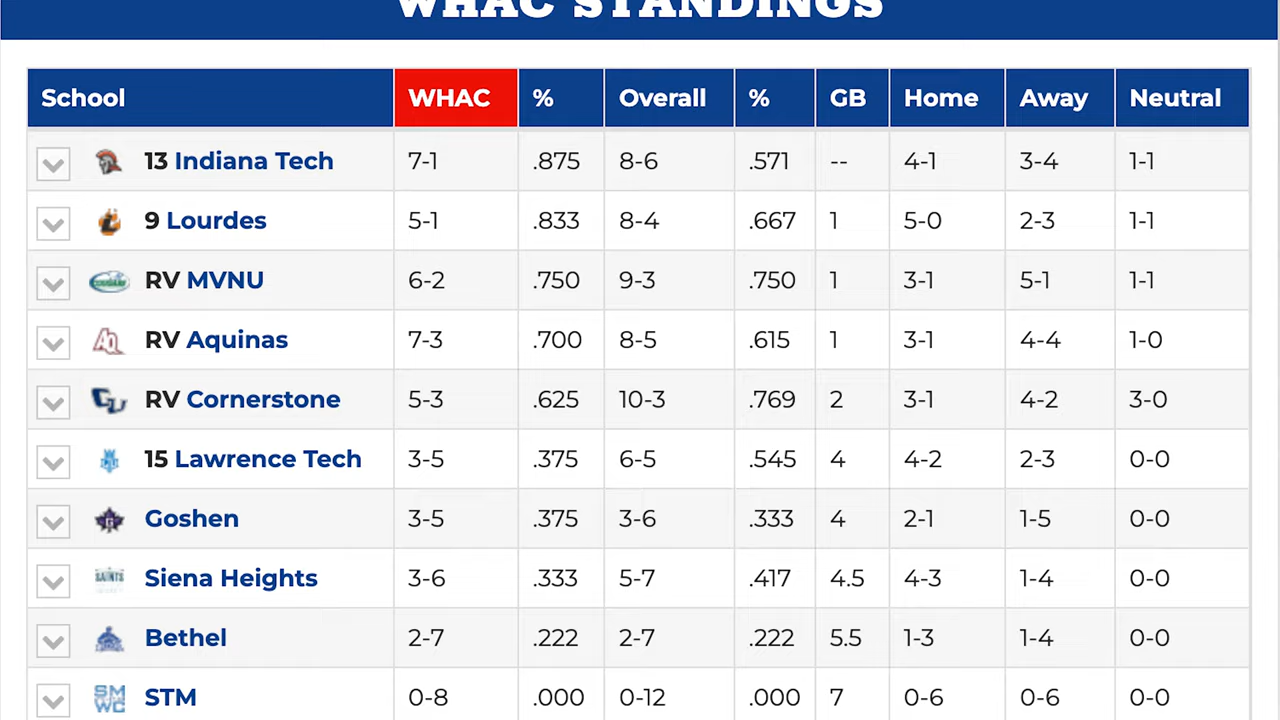 WHAC STANDINGS
School WHAC % Overall % GB Home Away Neutral
13 Indiana Tech 7-1 .875 8-6 .571 -- 4-1 3-4 1-1
9 Lourdes 5-1 .833 8-4 .667 1 5-0 2-3 1-1
RV MVNU 6-2 .750 9-3 .750 1 3-1 5-1 1-1
RV Aquinas 7-3 .700 8-5 .615 1 3-1 4-4 1-0
RV Cornerstone 5-3 .625 10-3 .769 2 3-1 4-2 3-0
15 Lawrence Tech 3-5 .375 6-5 .545 4 4-2 2-3 0-0
G Goshen 3-5 .375 3-6 .333 4 2-1 1-5 0-0
SAINTS Siena Heights 3-6 .333 5-7 .417 4.5 4-3 1-4 0-0
Bethel 2-7 .222 2-7 .222 5.5 1-3 1-4 0-0
SMWC STM 0-8 .000 0-12 .000 7 0-6 0-6 0-0